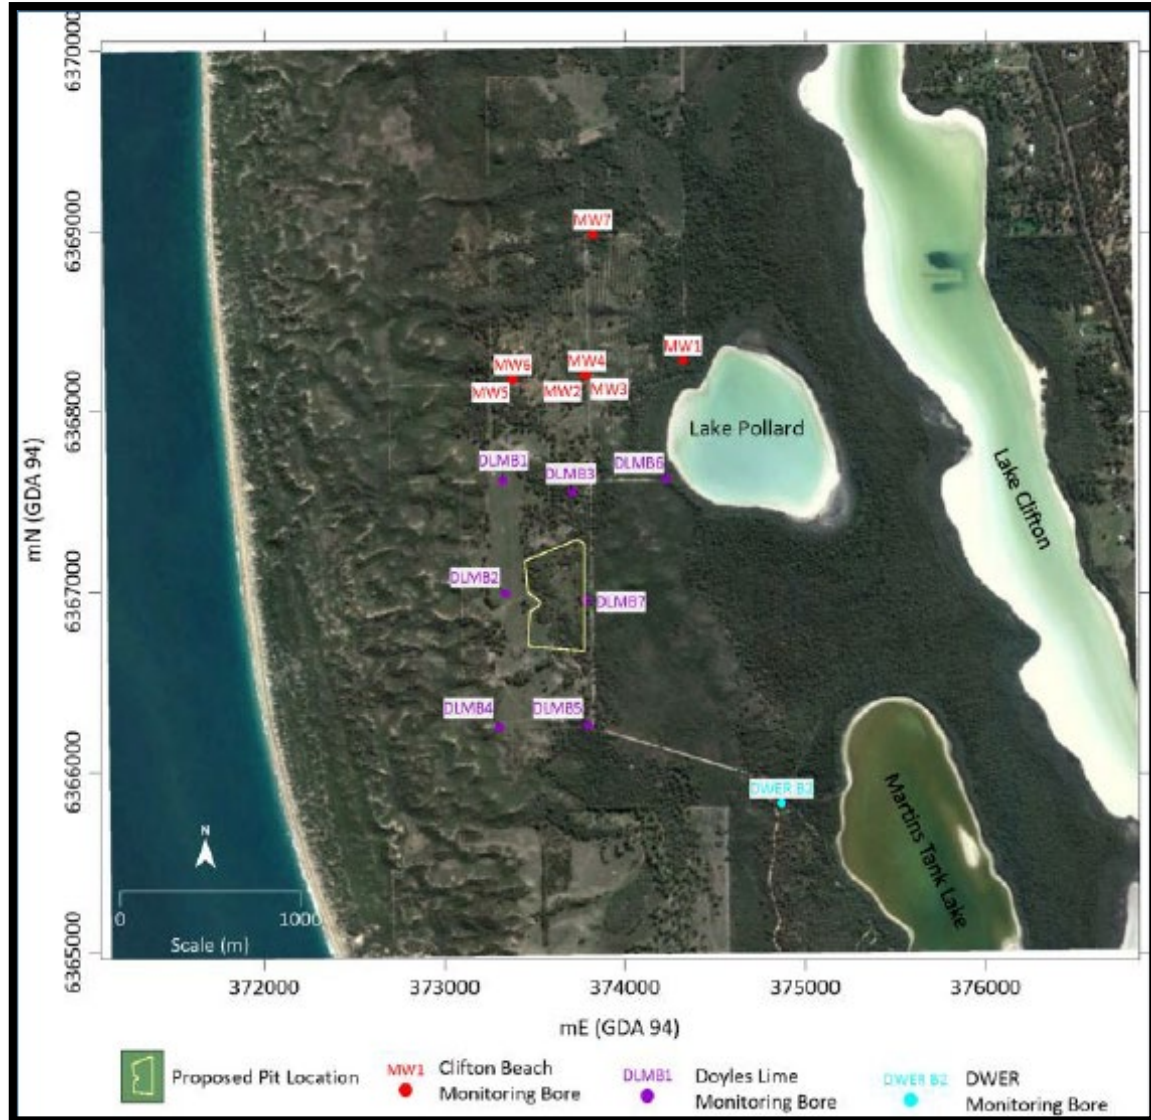 6370000
MW7
6369000
MW1
MW6
MW4
MW5
MW2
MW3
6368000
Lake Pollard
DLMB1
DLMB3
DLMB6
Lake Clifton
mN (GDA 94)
DLMB2
DLMB7
6367000
DLMB4
DLMB5
6366000
DWER B2
Martins Tank Lake
N
0
1000
Scale (m)
6365000
372000
373000
374000
375000
376000
mE (GDA 94)
Proposed Pit Location
MW1
Clifton Beach
Monitoring Bore
DLMB1
Doyles Lime
Monitoring Bore
DWER B2
DWER
Monitoring Bore